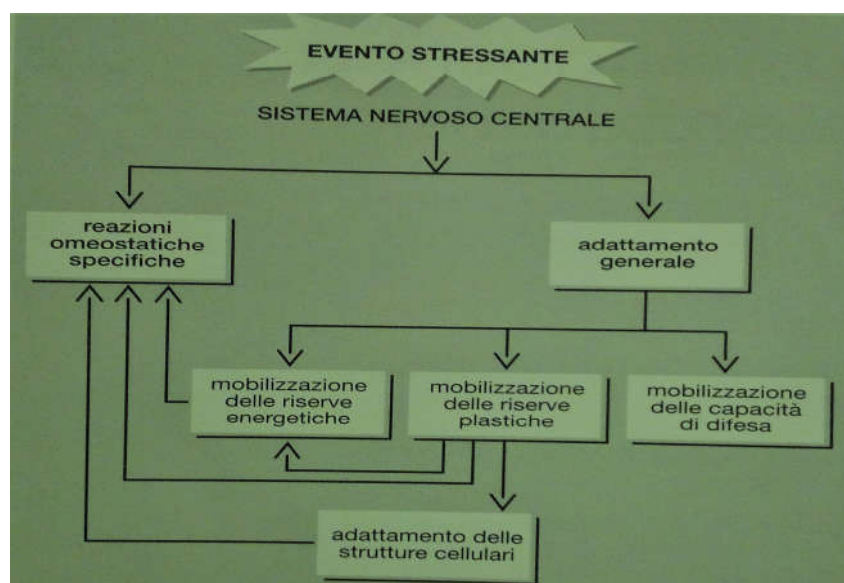 EVENTO STRESSANTE
SISTEMA NERVOSO CENTRALE
reazioni
omeostatiche
specifiche
adattamento
generale
mobilizzazione
delle riserve
energetiche
mobilizzazione
delle riserve
plastiche
mobilizzazione
delle capacità
di difesa
adattamento delle
strutture cellulari